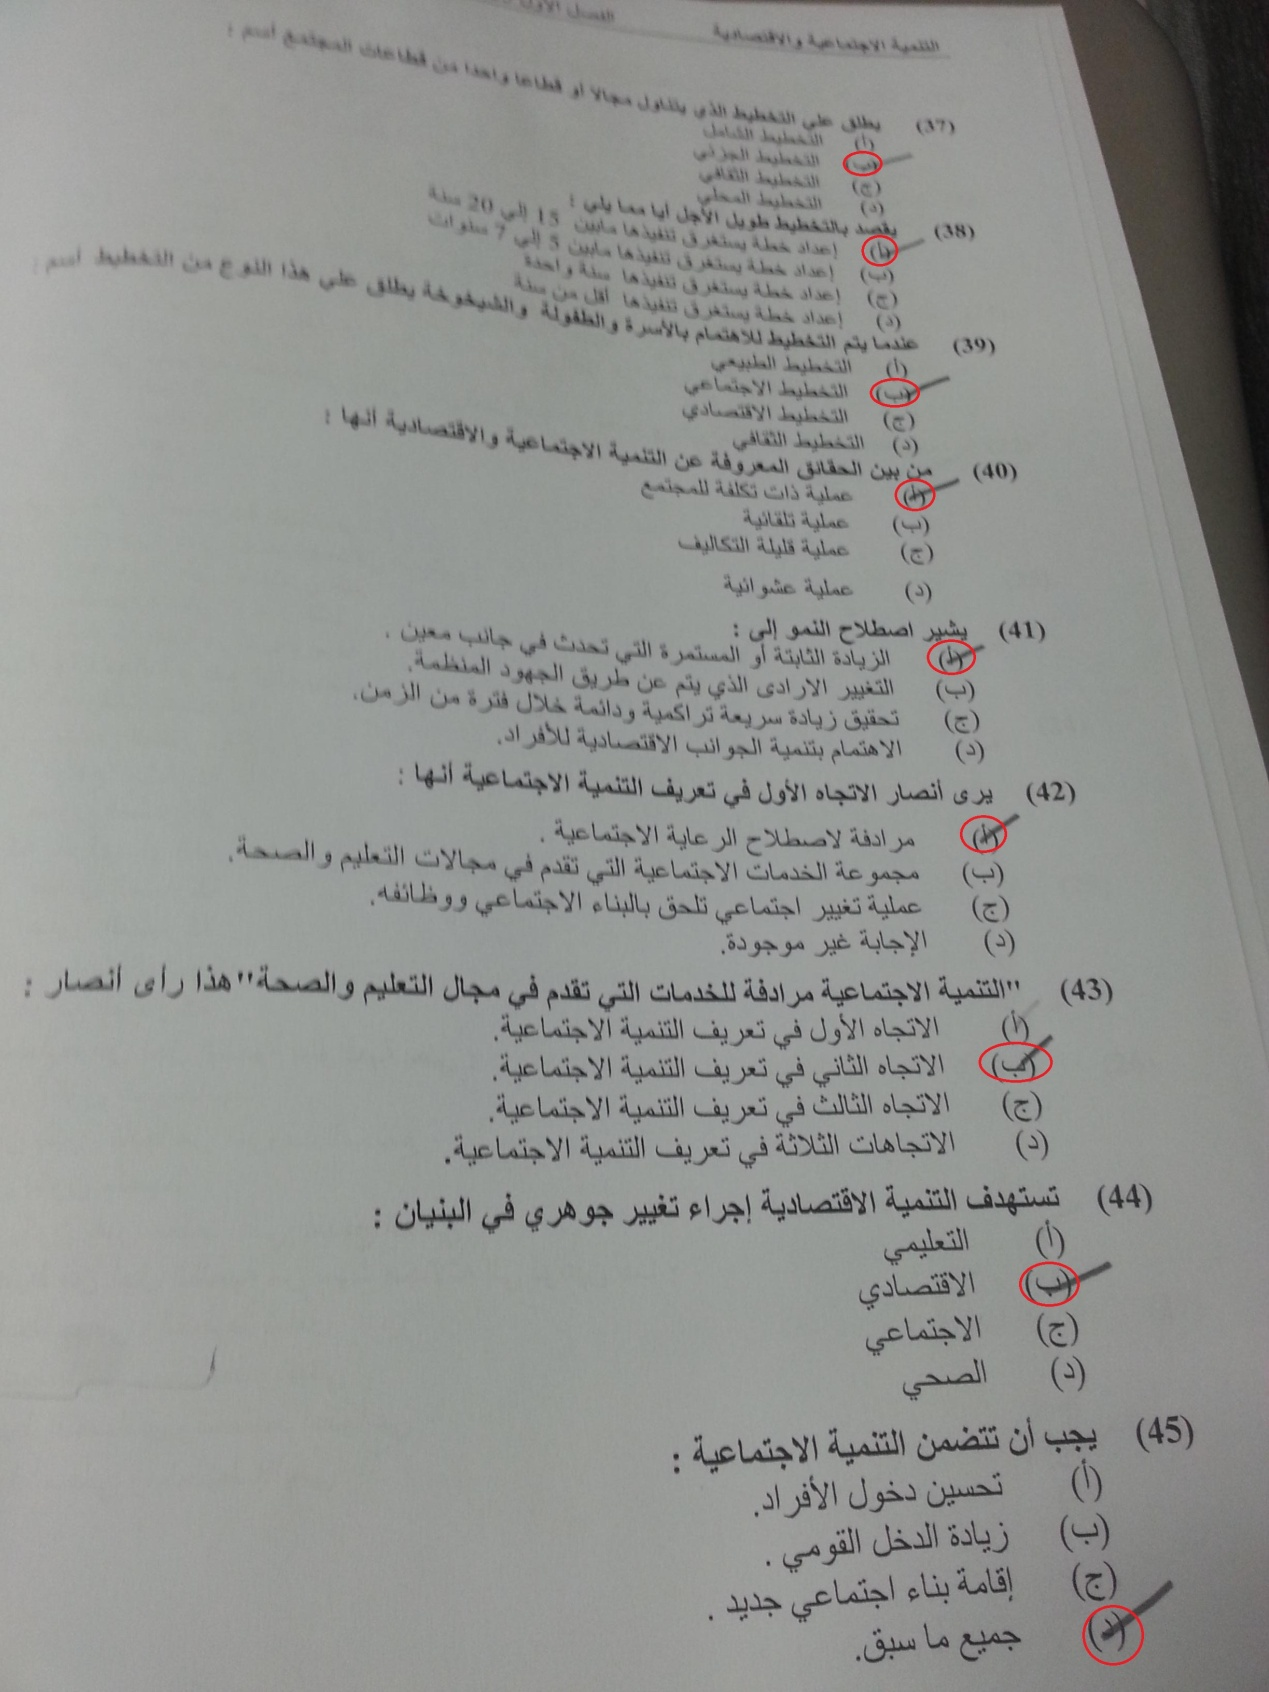 التنمية الاجتماعية والاقتصادية الفصل الأول
(37) يطلق على التخطيط الذي يتناول مجالا أو قطاعا واحدا من قطاعات المجتمع اسم :
(أ) التخطيط الشامل
(ب) التخطيط الجزئي
(ج) التخطيط الثقافي
(د) التخطيط المحلي
(38) يقصد بالتخطيط طويل الأجل أيا مما يلي :
(أ) إعداد خطة يستغرق تنفيذها مابين 15 إلى 20 سنة
(ب) إعداد خطة يستغرق تنفيذها مابين 5 إلى 7 سنوات
(ج) إعداد خطة يستغرق تنفيذها سنة واحدة
(د) إعداد خطة يستغرق تنفيذها أقل من سنة
(39) عندما يتم التخطيط للاهتمام بالأسرة والطفولة والشيخوخة يطلق على هذا النوع من التخطيط اسم :
(أ) التخطيط الطبيعي
(ب) التخطيط الاجتماعي
(ج) التخطيط الاقتصادي
(د) التخطيط الثقافي
(40) من بين الحقائق المعروفة عن التنمية الاجتماعية والاقتصادية أنها :
(أ) عملية ذات تكلفة للمجتمع
(ب) عملية تلقائية
(ج) عملية قليلة التكاليف
(د) عملية عشوائية
(41) يشير اصطلاح النمو إلى :
(أ) الزيادة الثابتة أو المستمرة التي تحدث في جانب معين .
(ب) التغيير الارادى الذي يتم عن طريق الجهود المنظمة.
(ج) تحقيق زيادة سريعة تراكمية ودائمة خلال فترة من الزمن.
(د) الاهتمام بتنمية الجوانب الاقتصادية للأفراد.
(42) يرى أنصار الاتجاه الأول في تعريف التنمية الاجتماعية أنها :
(أ) مرادفة لاصطلاح الرعاية الاجتماعية .
(ب) مجموعة الخدمات الاجتماعية التي تقدم في مجالات التعليم والصحة.
(ج) عملية تغيير اجتماعي تلحق بالبناء الاجتماعي ووظائفه.
(د) الإجابة غير موجودة.
(43) "التنمية الاجتماعية مرادفة للخدمات التي تقدم في مجال التعليم والصحة" هذا رأى أنصار :
(أ) الاتجاه الأول في تعريف التنمية الاجتماعية.
(ب) الاتجاه الثاني في تعريف التنمية الاجتماعية.
(ج) الاتجاه الثالث في تعريف التنمية الاجتماعية.
(د) الاتجاهات الثلاثة في تعريف التنمية الاجتماعية.
(44) تستهدف التنمية الاقتصادية إجراء تغيير جوهري في البنيان :
(أ) التعليمي
(ب) الاقتصادي
(ج) الاجتماعي
(د) الصحي
(45) يجب أن تتضمن التنمية الاجتماعية :
(أ) تحسين دخول الأفراد.
(ب) زيادة الدخل القومي .
(ج) إقامة بناء اجتماعي جديد .
(د) جميع ما سبق.